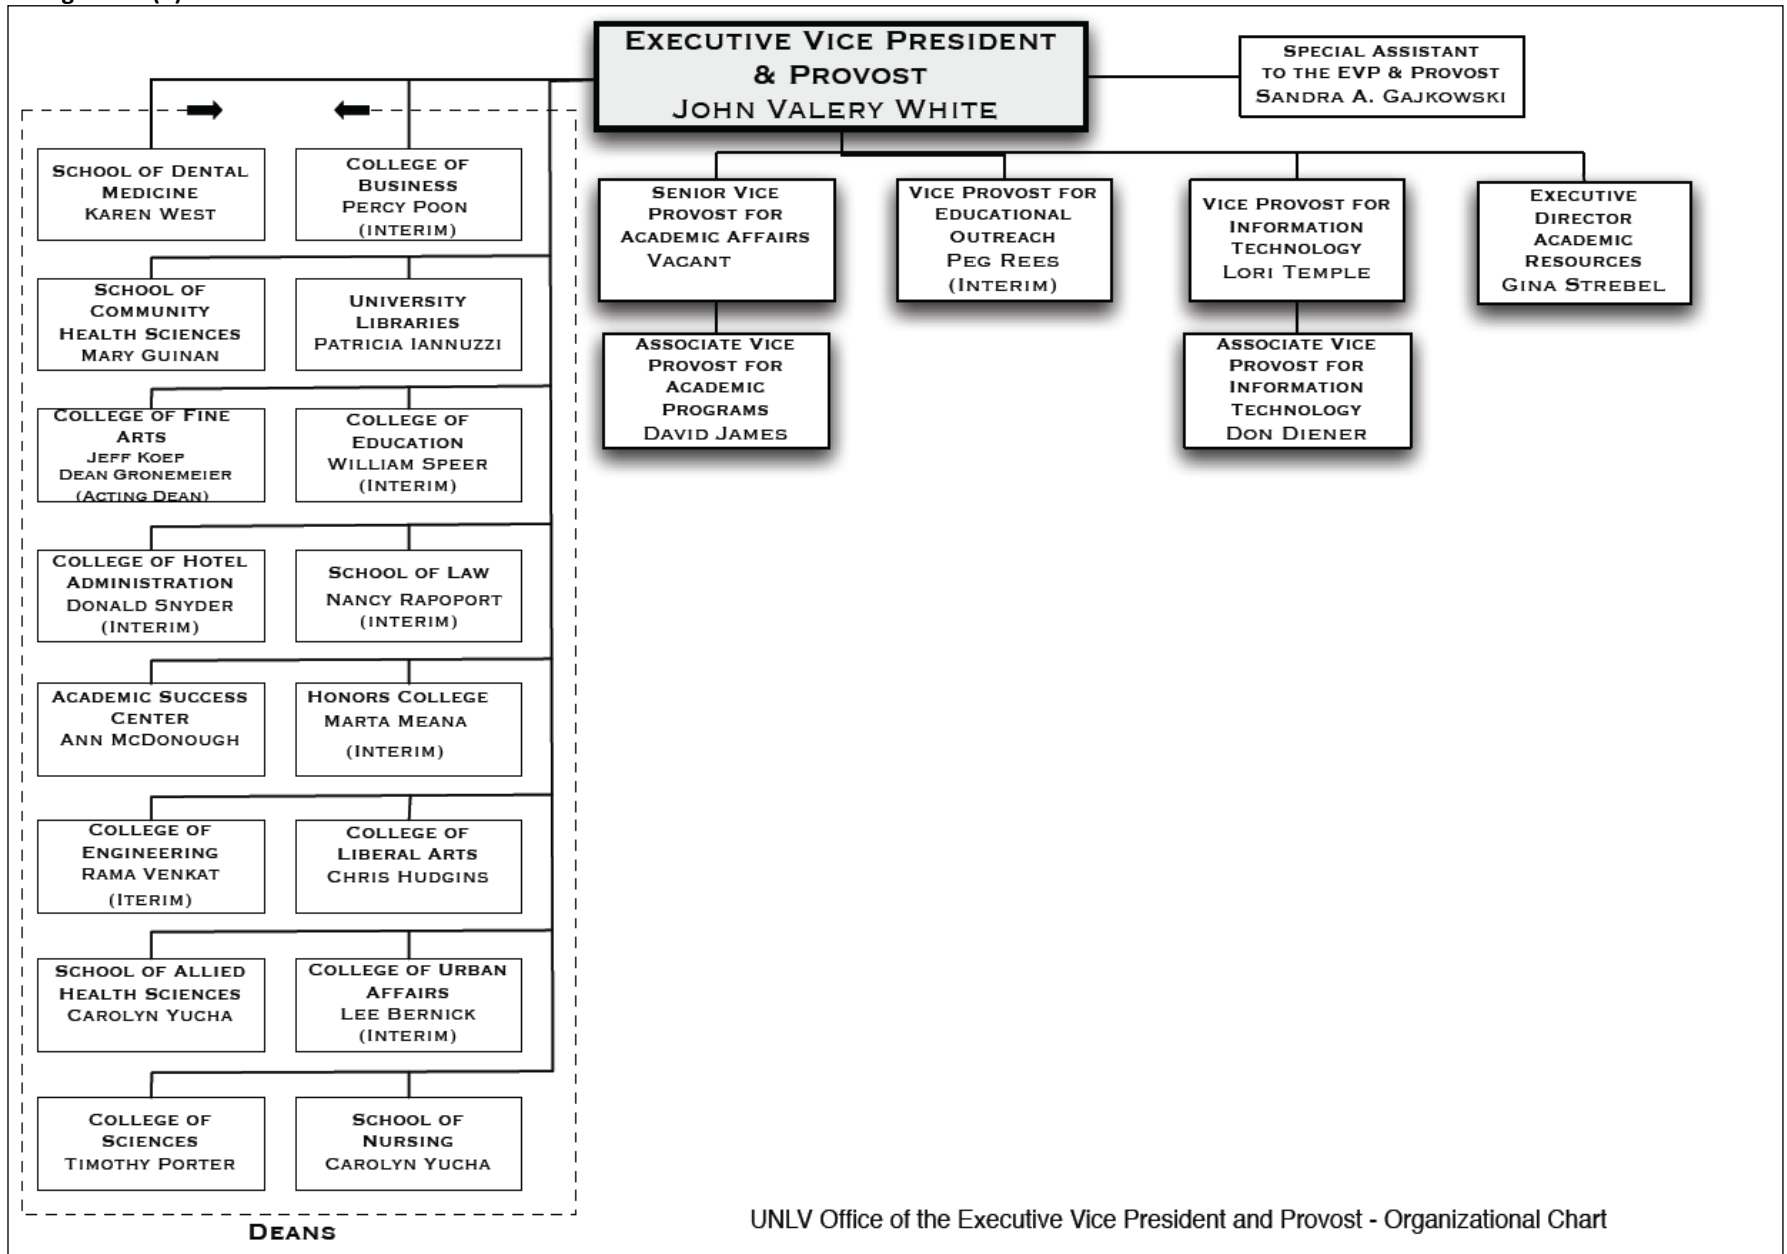 EXECUTIVE VICE PRESIDENT
& PROVOST
JOHN VALERY WHITE
SPECIAL ASSISTANT
TO THE EVP & PROVOST
SANDRA A. GAJKOWSKI
SCHOOL OF DENTAL
MEDICINE
KAREN WEST
COLLEGE OF
BUSINESS
PERCY POON
(INTERIM)
SENIOR VICE
PROVOST FOR
ACADEMIC AFFAIRS
VACANT
VICE PROVOST FOR
EDUCATIONAL
OUTREACH
PEG REES
(INTERIM)
VICE PROVOST FOR
INFORMATION
TECHNOLOGY
LORI TEMPLE
EXECUTIVE
DIRECTOR
ACADEMIC
RESOURCES
GINA STREBEL
SCHOOL OF
COMMUNITY
HEALTH SCIENCES
MARY GUINAN
UNIVERSITY
LIBRARIES
PATRICIA IANNUZZI
ASSOCIATE VICE
PROVOST FOR
ACADEMIC
PROGRAMS
DAVID JAMES
ASSOCIATE VICE
PROVOST FOR
INFORMATION
TECHNOLOGY
DON DIENER
COLLEGE OF FINE
ARTS
JEFF KOEP
DEAN GRONEMEIER
(ACTING DEAN)
COLLEGE OF
EDUCATION
WILLIAM SPEER
(INTERIM)
COLLEGE OF HOTEL
ADMINISTRATION
DONALD SNYDER
(INTERIM)
SCHOOL OF LAW
NANCY RAPOPORT
(INTERIM)
ACADEMIC SUCCESS
CENTER
ANN MCDONOUGH
HONORS COLLEGE
MARTA MEANA
(INTERIM)
COLLEGE OF
ENGINEERING
RAMA VENKAT
(ITERIM)
COLLEGE OF
LIBERAL ARTS
CHRIS HUDGINS
SCHOOL OF ALLIED
HEALTH SCIENCES
CAROLYN YUCHA
COLLEGE OF URBAN
AFFAIRS
LEE BERNICK
(INTERIM)
COLLEGE OF
SCIENCES
TIMOTHY PORTER
SCHOOL OF
NURSING
CAROLYN YUCHA
DEANS
UNLV Office of the Executive Vice President and Provost - Organizational Chart